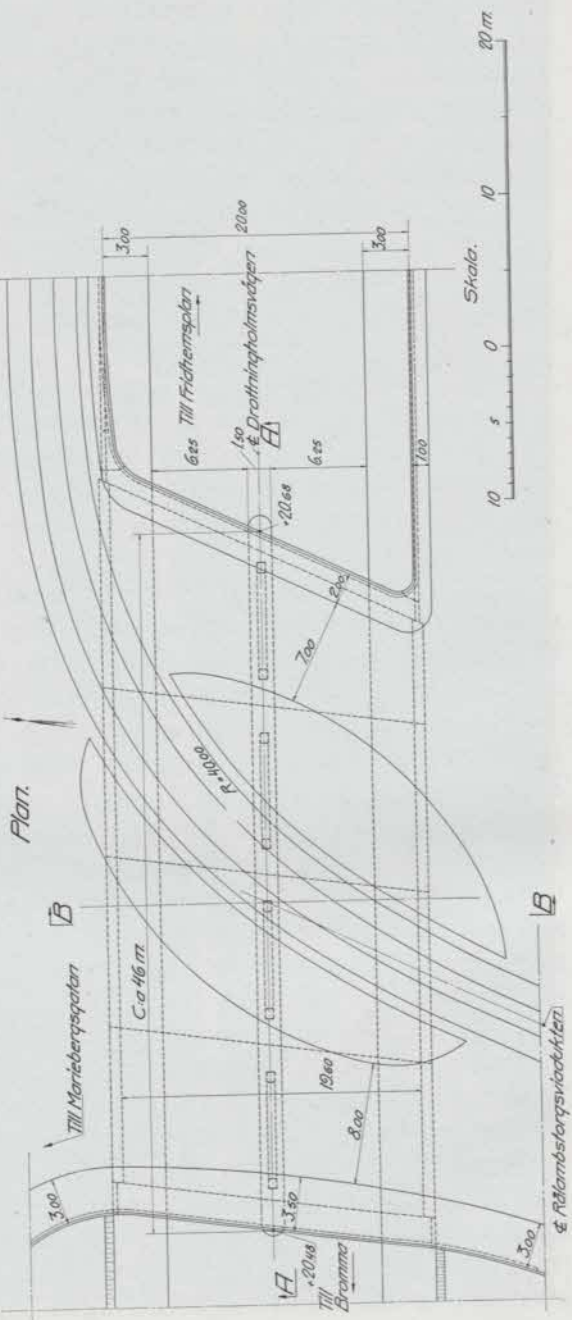 Plan.
Till Mariebergsgatan
B
C:a 46 m.
R=40.00
3.00
3.00
20.00
Till Fridhemsplan
6.25
1.50
℄ Drottningholmsvägen
A
6.25
+20.68
3.00
1.00
2.00
7.00
19.60
8.00
3.50
3.00
A
+20.48
Till
Bromma
B
℄ Rålambstorgsviadukten
Skala.
10 5 0 10 20 m.